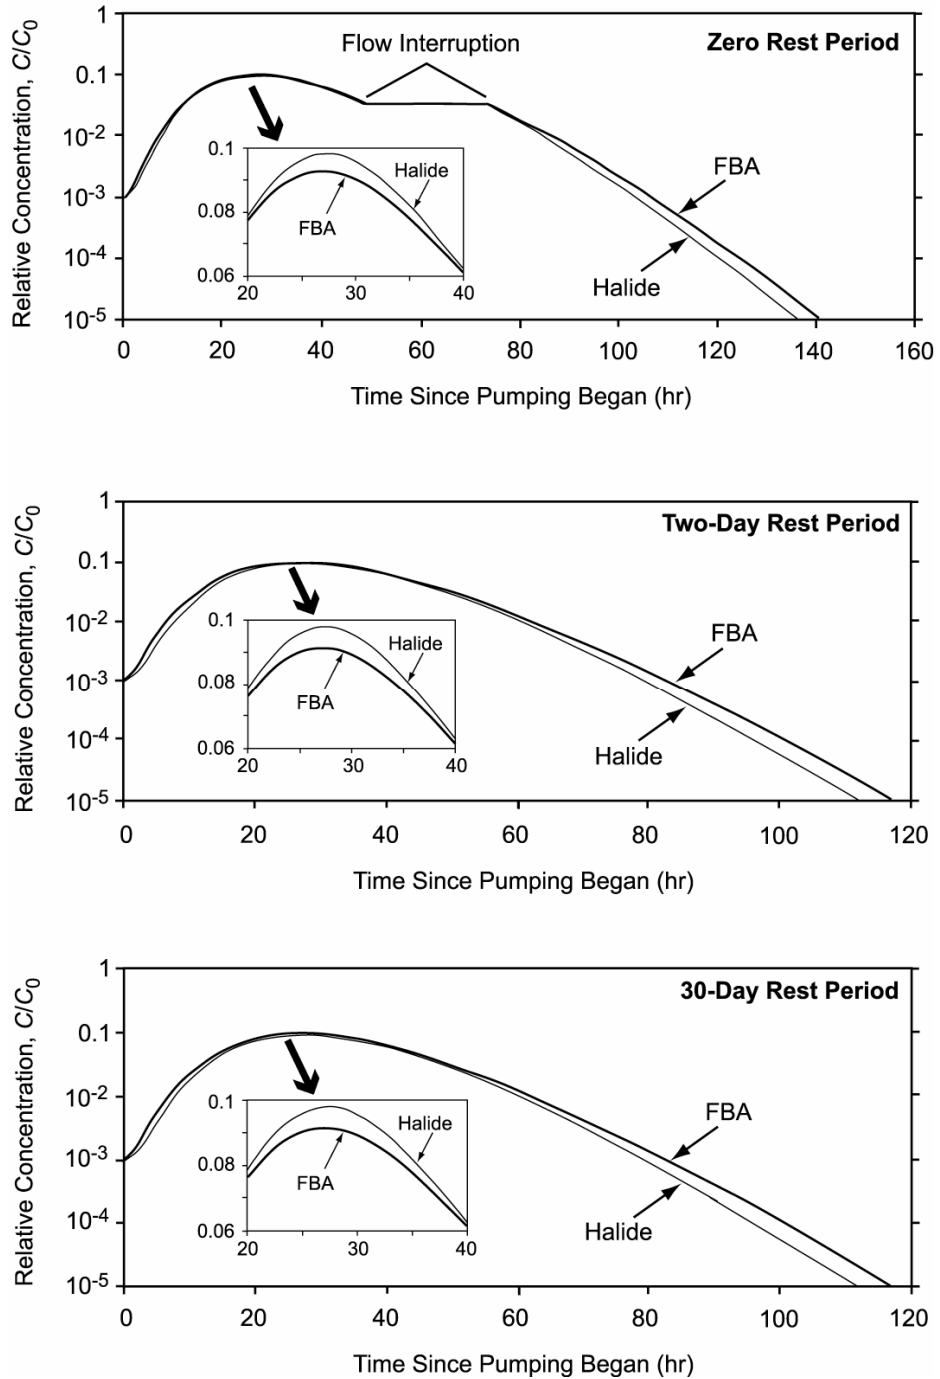 Zero Rest Period
Flow Interruption
Relative Concentration, C/C0
1
0.1
10-2
10-3
10-4
10-5
0.1
0.08
0.06
20
30
40
Halide
FBA
FBA
Halide
0
20
40
60
80
100
120
140
160
Time Since Pumping Began (hr)
Two-Day Rest Period
Relative Concentration, C/C0
1
0.1
10-2
10-3
10-4
10-5
0.1
0.08
0.06
20
30
40
Halide
FBA
FBA
Halide
0
20
40
60
80
100
120
Time Since Pumping Began (hr)
30-Day Rest Period
Relative Concentration, C/C0
1
0.1
10-2
10-3
10-4
10-5
0.1
0.08
0.06
20
30
40
Halide
FBA
FBA
Halide
0
20
40
60
80
100
120
Time Since Pumping Began (hr)